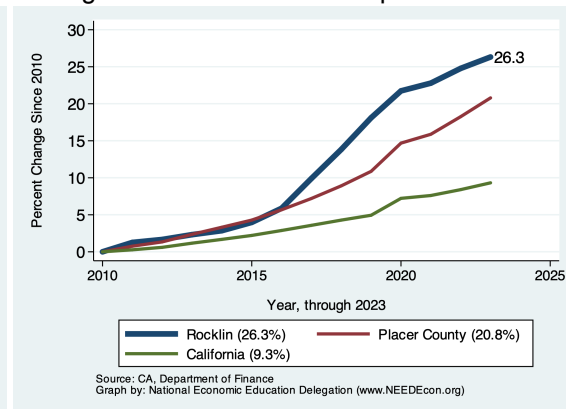 Percent Change Since 2010
30
25
20
15
10
5
0
26.3
2010
2015
2020
2025
Year, through 2023
Rocklin (26.3%)
Placer County (20.8%)
California (9.3%)
Source: CA, Department of Finance
Graph by: National Economic Education Delegation (www.NEEDEcon.org)